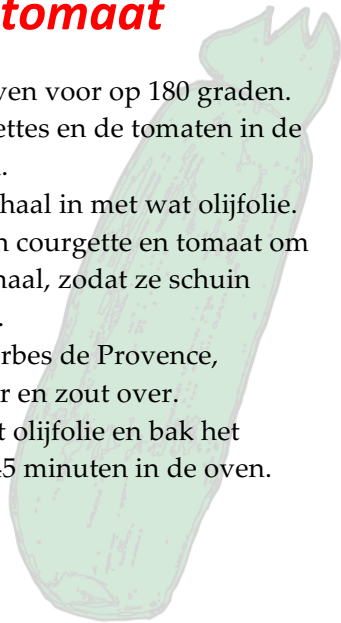 tomaat
ven voor op 180 graden.
ettes en de tomaten in de
.
haal in met wat olijfolie.
n courgette en tomaat om
haal, zodat ze schuin
.
rbes de Provence,
r en zout over.
t olijfolie en bak het
45 minuten in de oven.